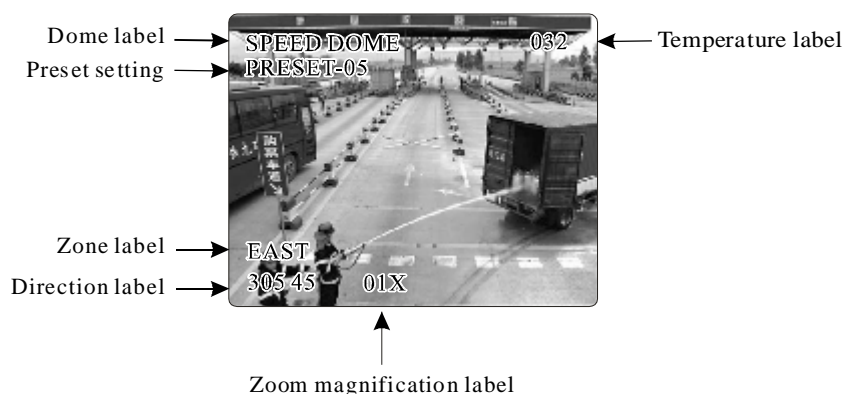 Dome label
SPEED DOME
032
Temperature label
Preset setting
PRESET-05
Zone label
EAST
Direction label
305 45
01X
Zoom magnification label